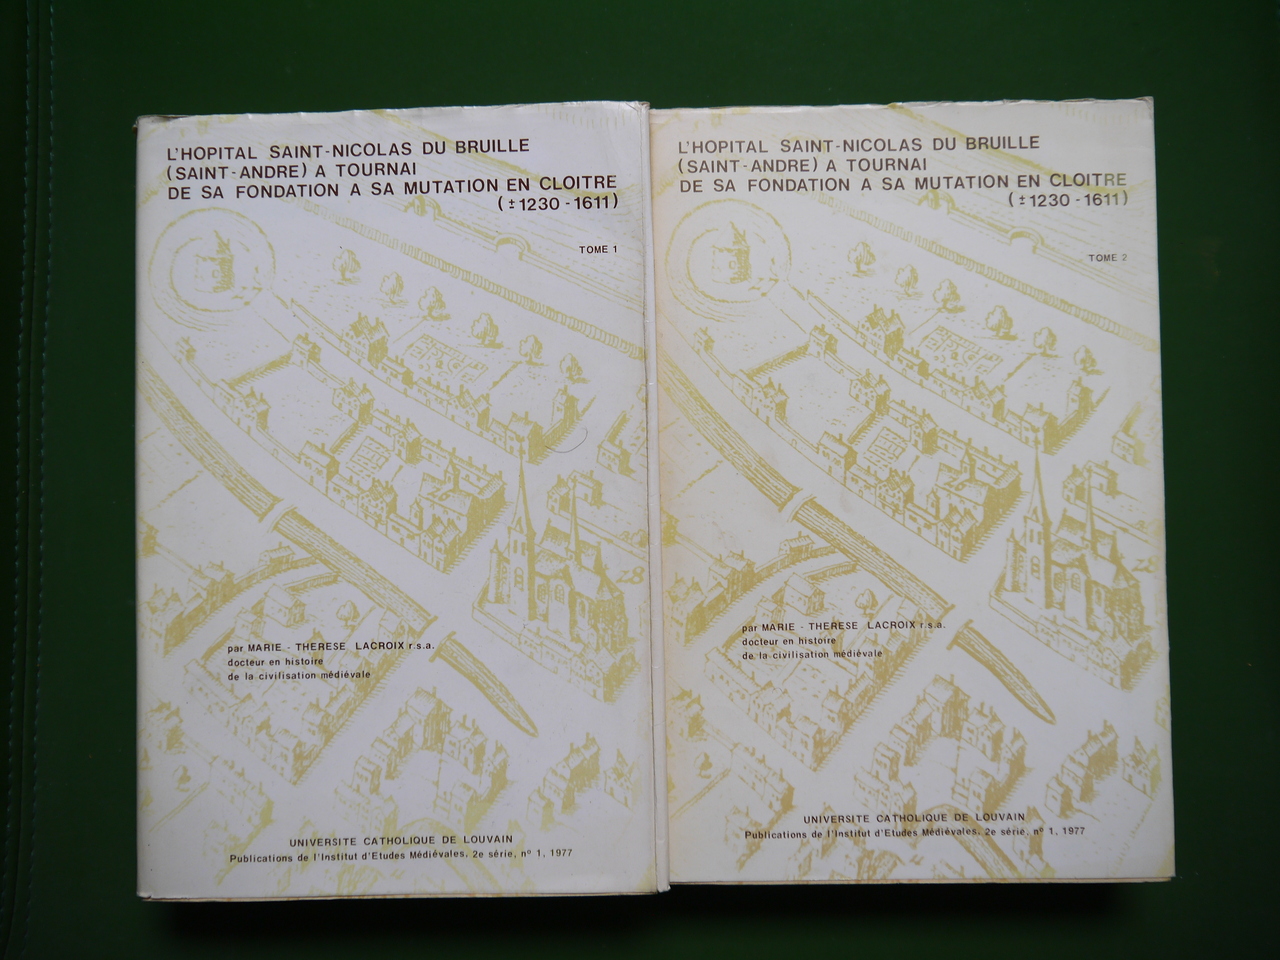 L'HOPITAL SAINT-NICOLAS DU BRUILLE
(SAINT-ANDRE) A TOURNAI
DE SA FONDATION A SA MUTATION EN CLOITRE
(±1230-1611)
TOME 1
par MARIE - THERESE LACROIX r.s.a.
docteur en histoire
de la civilisation médiévale
UNIVERSITE CATHOLIQUE DE LOUVAIN
Publications de l'Institut d'Etudes Médiévales, 2e série, nº 1, 1977
L'HOPITAL SAINT-NICOLAS DU BRUILLE
(SAINT-ANDRE) A TOURNAI
DE SA FONDATION A SA MUTATION EN CLOITRE
(±1230-1611)
TOME 2
par MARIE - THERESE LACROIX r.s.a.
docteur en histoire
de la civilisation médiévale
UNIVERSITE CATHOLIQUE DE LOUVAIN
Publications de l'Institut d'Etudes Médiévales, 2e série, nº 1, 1977